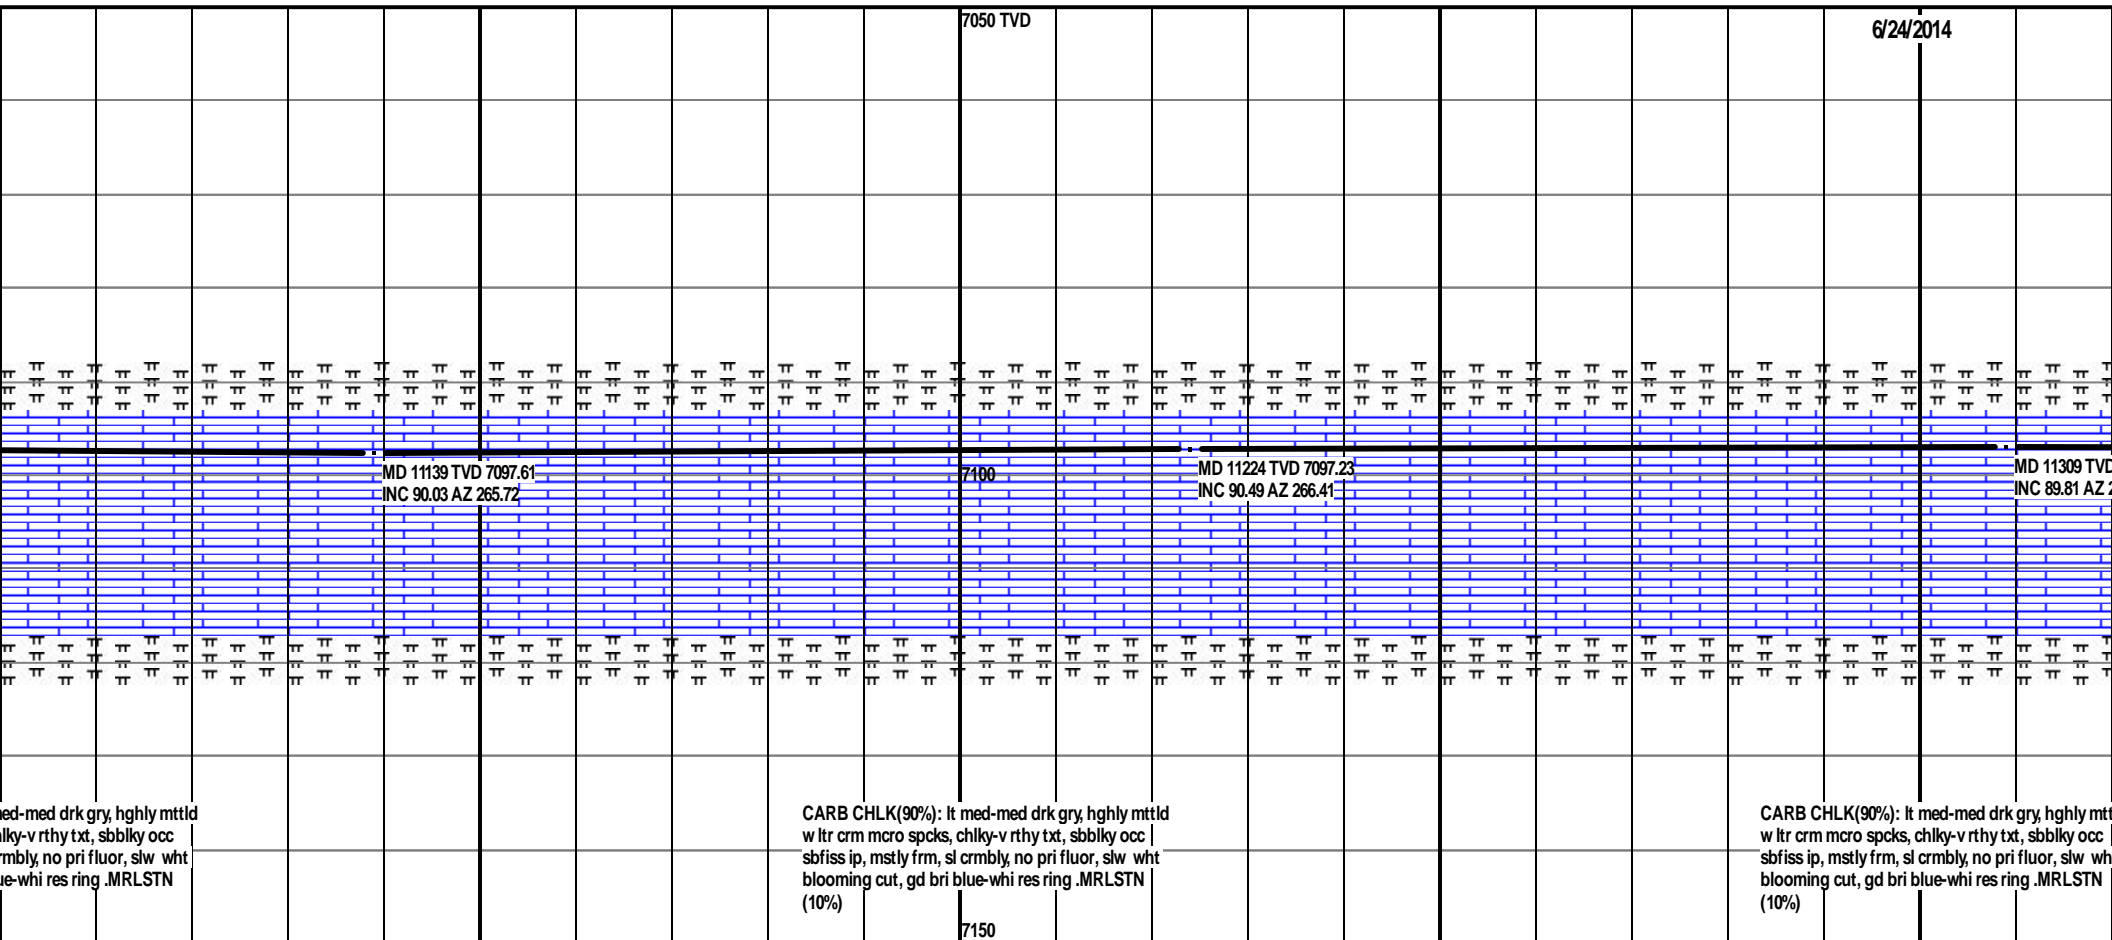 7050 TVD
6/24/2014
MD 11139 TVD 7097.61
INC 90.03 AZ 265.72
7100
MD 11224 TVD 7097.23
INC 90.49 AZ 266.41
MD 11309 TVD
INC 89.81 AZ 2
ed-med drk gry, hghly mttld
lky-v rthy txt, sbblky occ
rmbly, no pri fluor, slw wht
ue-whi res ring .MRLSTN
CARB CHLK(90%): lt med-med drk gry, hghly mttld
w ltr crm mcro spcks, chlky-v rthy txt, sbblky occ
sbfiss ip, mstly frm, sl crmbly, no pri fluor, slw wht
blooming cut, gd bri blue-whi res ring .MRLSTN
(10%)
CARB CHLK(90%): lt med-med drk gry, hghly mtt
w ltr crm mcro spcks, chlky-v rthy txt, sbblky occ
sbfiss ip, mstly frm, sl crmbly, no pri fluor, slw wh
blooming cut, gd bri blue-whi res ring .MRLSTN
(10%)
7150